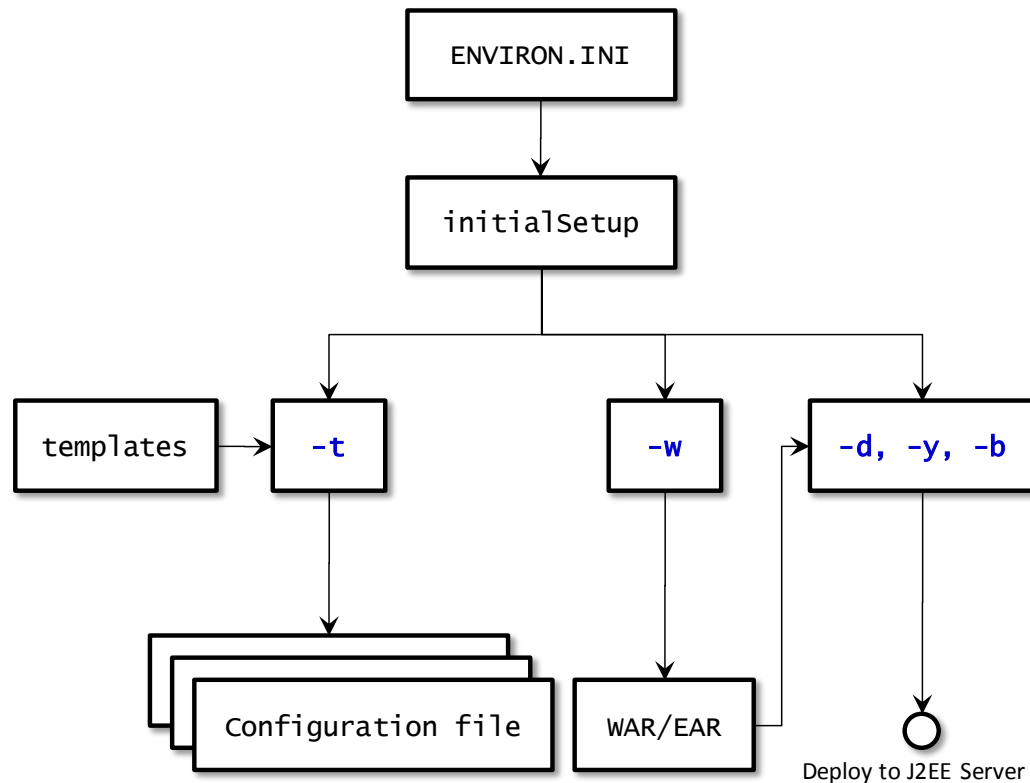 ENVIRON.INI
initialSetup
templates
-t
-w
-d, -y, -b
Configuration file
WAR/EAR
Deploy to J2EE Server